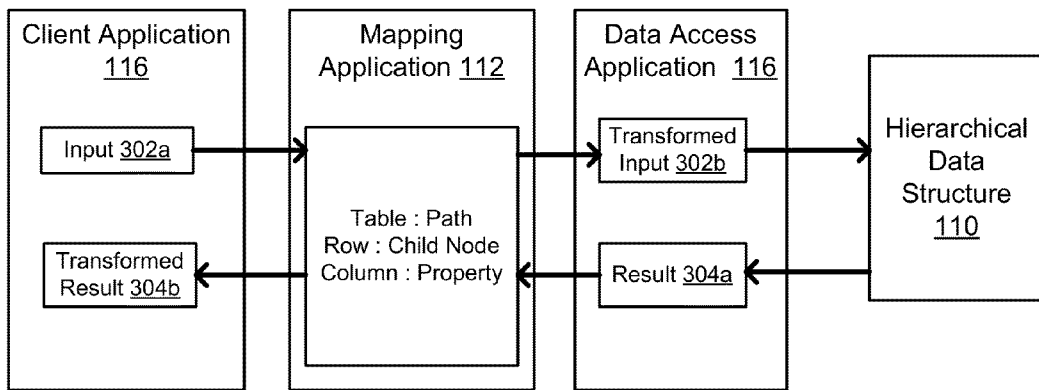 Client Application
116
Input 302a
Transformed
Result 304b
Mapping
Application 112
Table : Path
Row : Child Node
Column : Property
Data Access
Application 116
Transformed
Input 302b
Result 304a
Hierarchical
Data
Structure
110